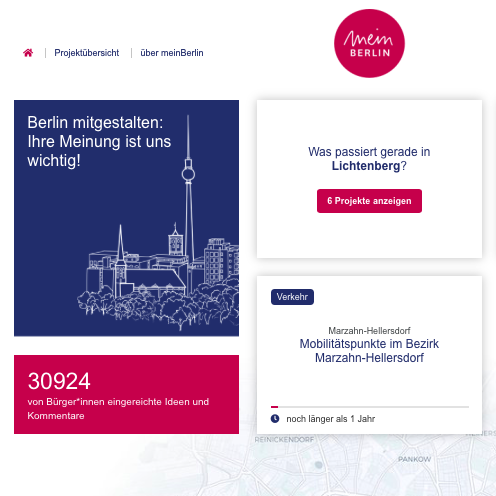 Projektübersicht
über meinBerlin
mein
BERLIN
Berlin mitgestalten:
Ihre Meinung ist uns
wichtig!
Was passiert gerade in
Lichtenberg?
6 Projekte anzeigen
Verkehr
Marzahn-Hellersdorf
Mobilitätspunkte im Bezirk
Marzahn-Hellersdorf
noch länger als 1 Jahr
30924
von Bürger*innen eingereichte Ideen und
Kommentare
REINICKENDORF
PANKOW